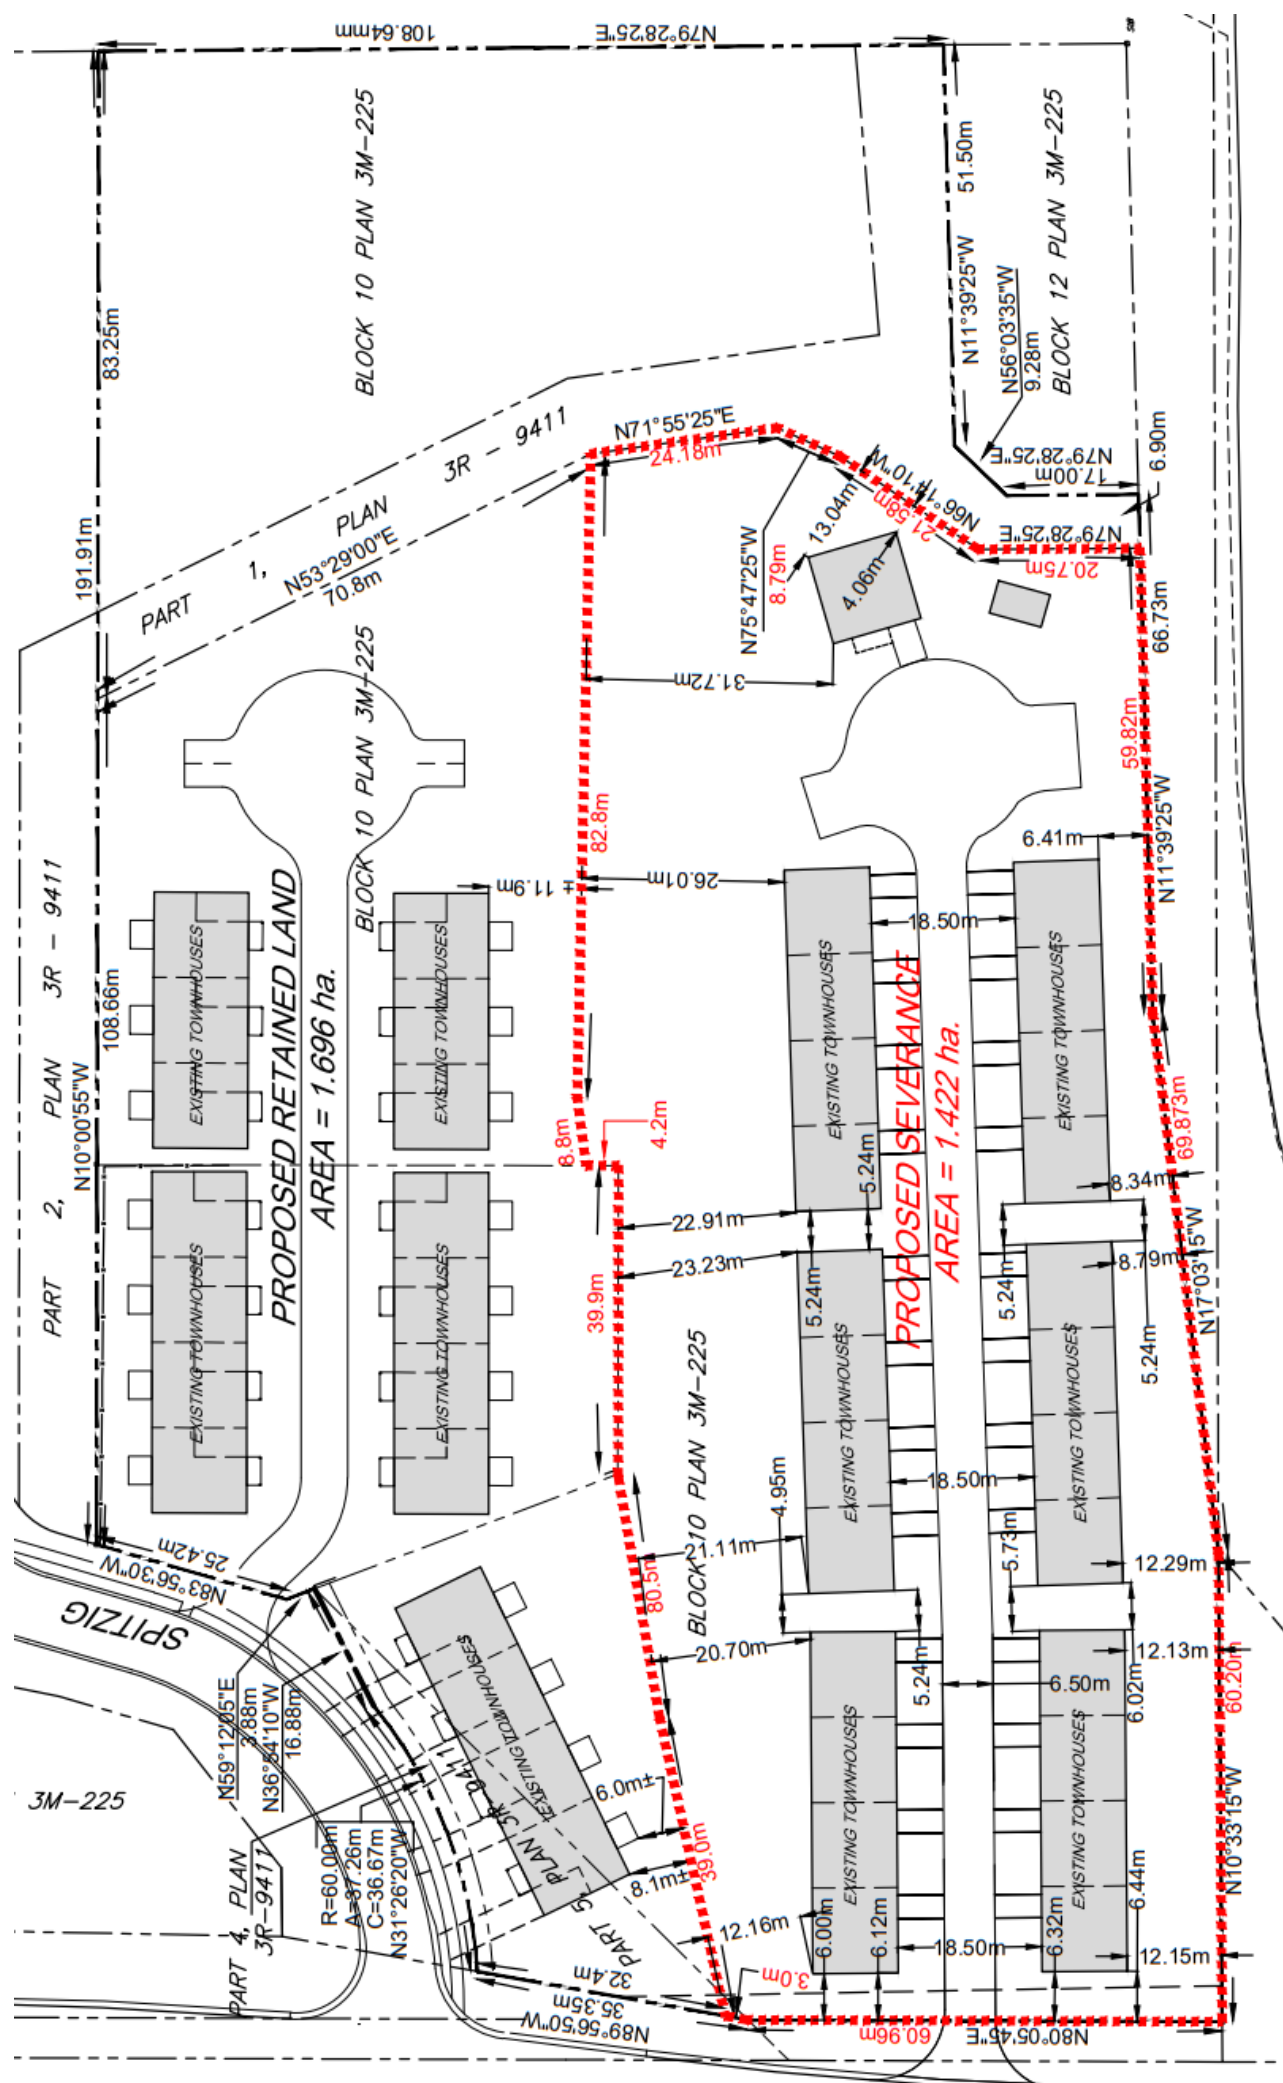 108.64mm
N79°28'25"E
83.25m
BLOCK 10 PLAN 3M-225
51.50m
N11°39'25"W
BLOCK 12 PLAN 3M-225
N56°03'35"W
9.28m
N79°28'25"E
17.00m
6.90m
PART 1, PLAN 3R - 9411
N53°29'00"E
70.8m
191.91m
N71°55'25"E
24.18m
N66°14'10"W
21.58m
13.04m
N75°47'25"W
8.79m
4.06m
N79°28'25"E
20.75m
66.73m
31.72m
59.82m
N11°39'25"W
82.8m
BLOCK 10 PLAN 3M-225
6.41m
± 11.9m
26.01m
18.50m
PART 2, PLAN 3R - 9411
N10°00'55"W
108.66m
EXISTING TOWNHOUSES
EXISTING TOWNHOUSES
PROPOSED RETAINED LAND
AREA = 1.696 ha.
EXISTING TOWNHOUSES
EXISTING TOWNHOUSES
PROPOSED SEVERANCE
AREA = 1.422 ha.
8.8m
4.2m
69.873m
5.24m
8.34m
22.91m
23.23m
5.24m
5.24m
8.79m
N17°03'15"W
5.24m
39.9m
EXISTING TOWNHOUSES
EXISTING TOWNHOUSES
EXISTING TOWNHOUSES
EXISTING TOWNHOUSES
BLOCK 10 PLAN 3M-225
18.50m
4.95m
21.11m
5.73m
12.29m
25.42m
N83°56'30"W
SPITZIG
80.5m
20.70m
5.24m
6.50m
6.02m
12.13m
60.20m
N59°12'05"E
3.88m
N36°54'10"W
16.88m
3M-225
EXISTING TOWNHOUSES
EXISTING TOWNHOUSES
EXISTING TOWNHOUSES
6.0m±
39.0m
N10°33'15"W
R=60.00m
A=37.26m
C=36.67m
N31°26'20"W
PART 4, PLAN
3R-9411
PART 5, PLAN 3R-9411
8.1m±
12.16m
6.00m
6.12m
18.50m
6.32m
6.44m
12.15m
32.4m
35.35m
N89°56'50"W
3.0m
60.96m
N80°05'45"E